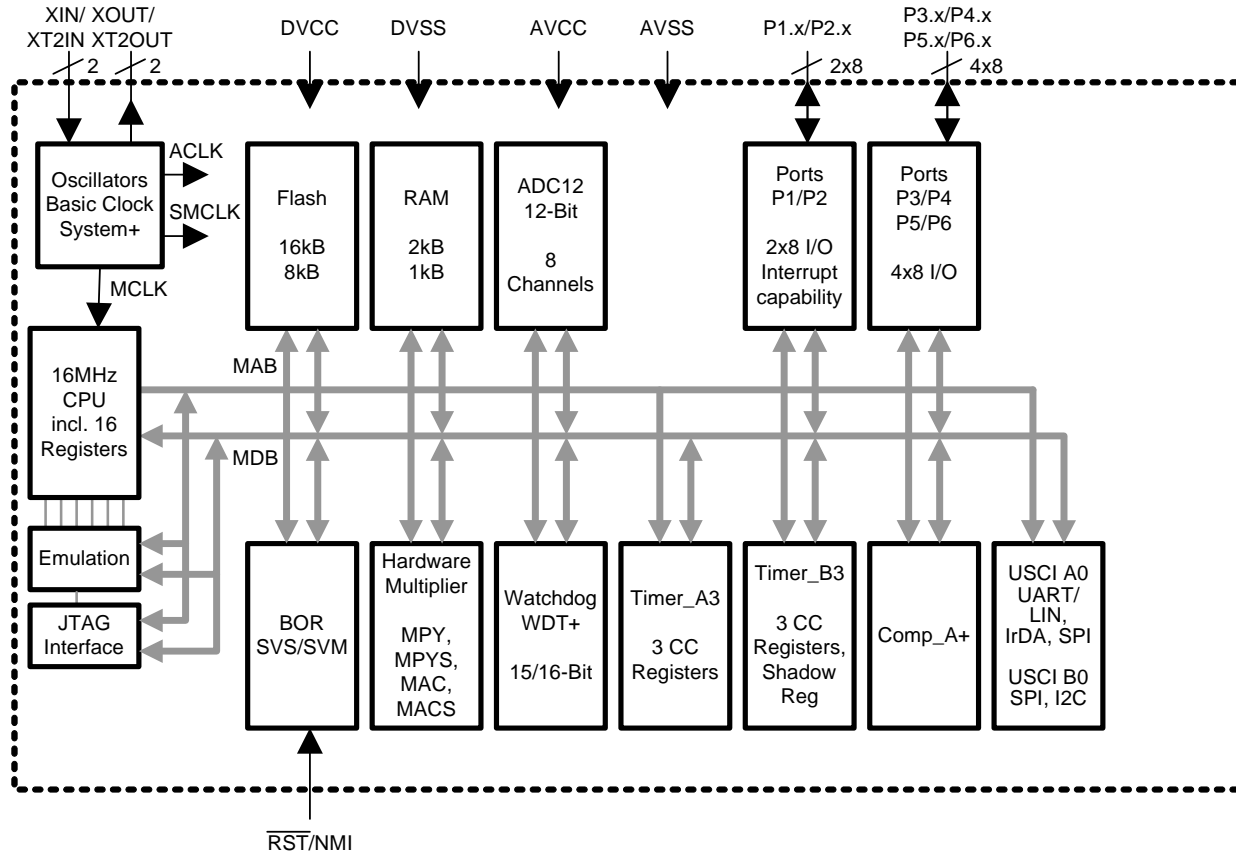 XIN/ XOUT/
XT2IN XT2OUT
2
2
DVCC
DVSS
AVCC
AVSS
P1.x/P2.x
2x8
P3.x/P4.x
P5.x/P6.x
4x8
Oscillators
Basic Clock
System+
ACLK
SMCLK
MCLK
Flash
16kB
8kB
RAM
2kB
1kB
ADC12
12-Bit
8
Channels
Ports
P1/P2
2x8 I/O
Interrupt
capability
Ports
P3/P4
P5/P6
4x8 I/O
16MHz
CPU
incl. 16
Registers
MAB
MDB
Emulation
JTAG
Interface
BOR
SVS/SVM
Hardware
Multiplier
MPY,
MPYS,
MAC,
MACS
Watchdog
WDT+
15/16-Bit
Timer_A3
3 CC
Registers
Timer_B3
3 CC
Registers,
Shadow
Reg
Comp_A+
USCI A0
UART/
LIN,
IrDA, SPI
USCI B0
SPI, I2C
RST/NMI